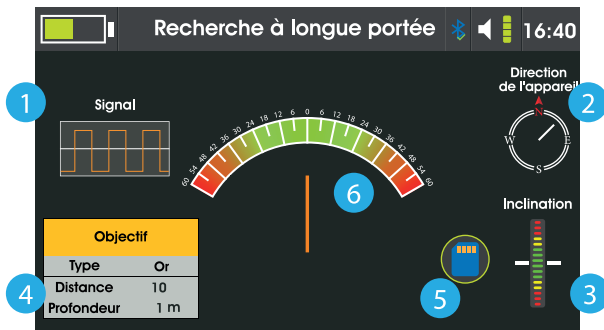 Recherche à longue portée
16:40
1
Signal
Direction
de l'appareil
2
N
W
E
S
60 54 48 42 36 30 24 18 12 6 0 6 12 18 24 30 36 42 48 54 60
6
Inclination
3
Objectif
Type Or
Distance 10
Profondeur 1 m
4
5